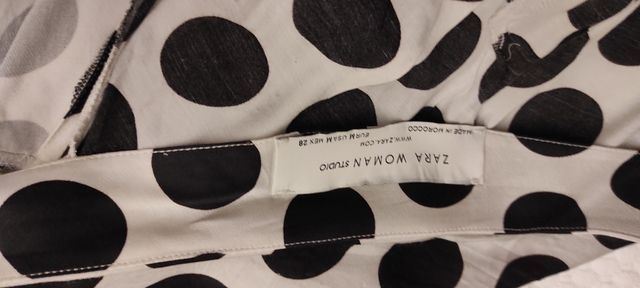 ZARA WOMAN STUDIO
WWW.ZARA.COM
MADE IN MOROCCO
EUR M USA M MEX 28